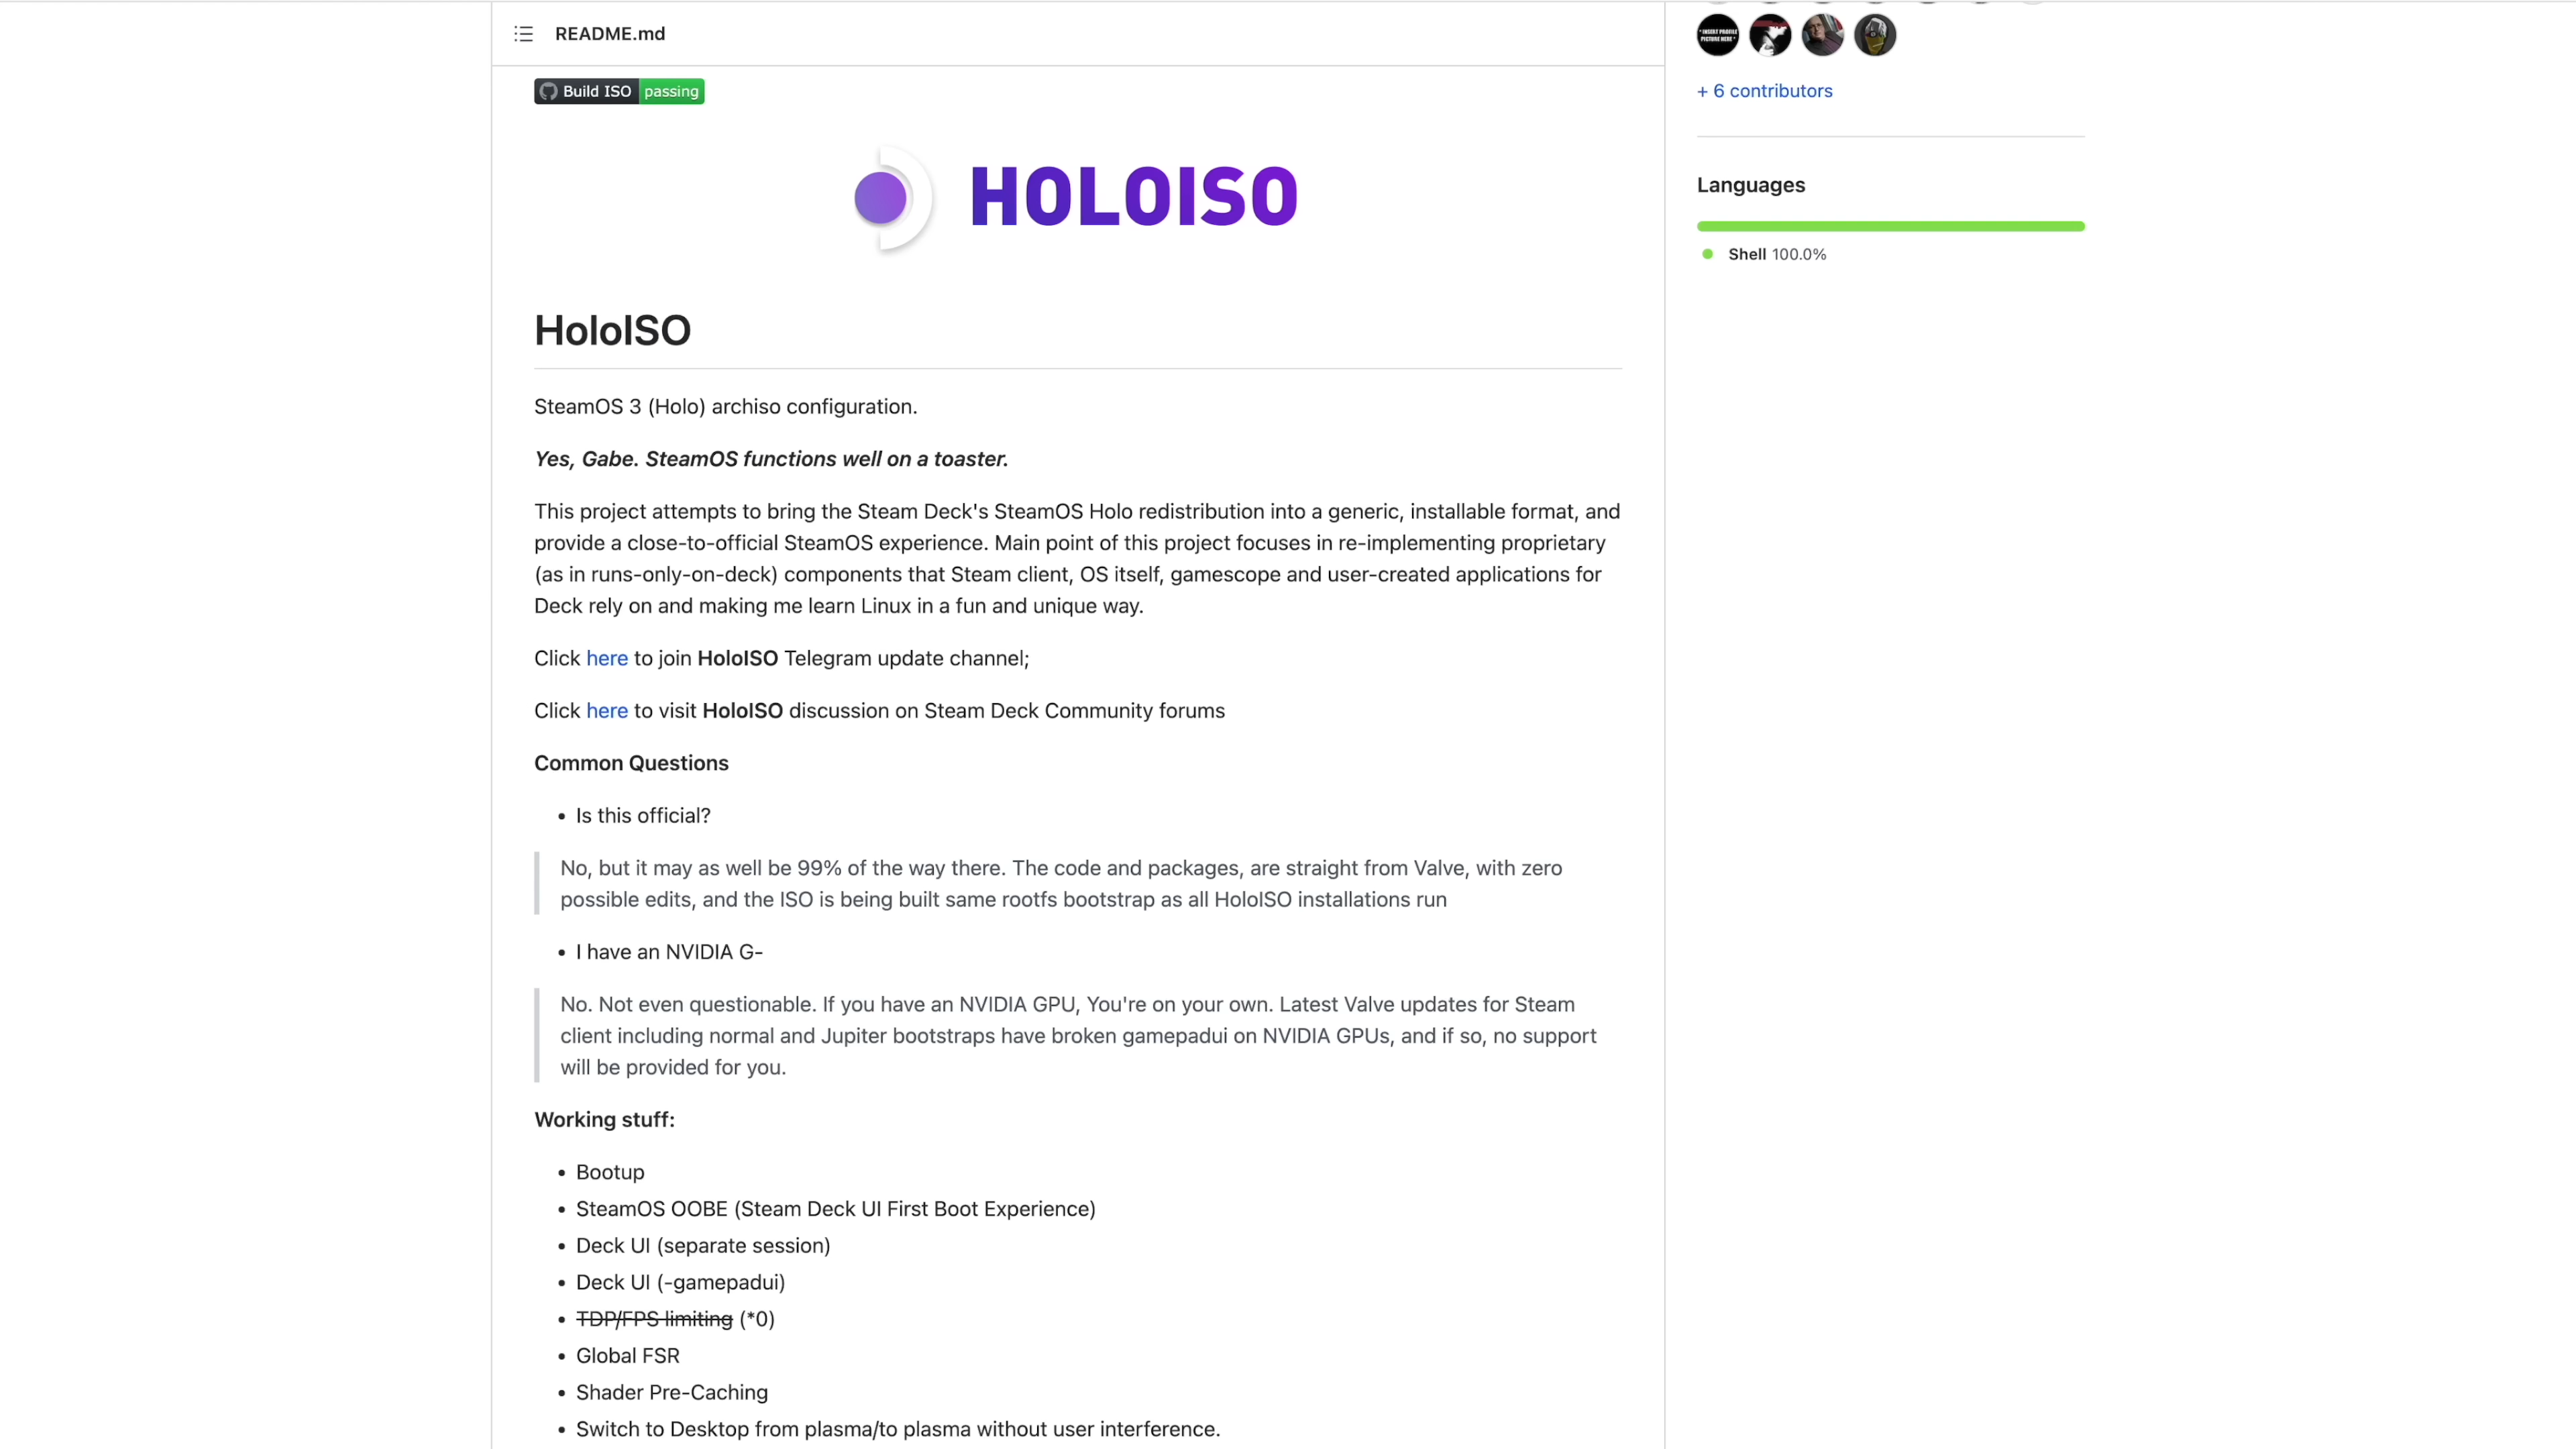 README.md
Build ISO passing
HOLOISO
HoloISO
SteamOS 3 (Holo) archiso configuration.
Yes, Gabe. SteamOS functions well on a toaster.
This project attempts to bring the Steam Deck's SteamOS Holo redistribution into a generic, installable format, and
provide a close-to-official SteamOS experience. Main point of this project focuses in re-implementing proprietary
(as in runs-only-on-deck) components that Steam client, OS itself, gamescope and user-created applications for
Deck rely on and making me learn Linux in a fun and unique way.
Click here to join HoloISO Telegram update channel;
Click here to visit HoloISO discussion on Steam Deck Community forums
Common Questions
• Is this official?
No, but it may as well be 99% of the way there. The code and packages, are straight from Valve, with zero
possible edits, and the ISO is being built same rootfs bootstrap as all HoloISO installations run
• I have an NVIDIA G-
No. Not even questionable. If you have an NVIDIA GPU, You're on your own. Latest Valve updates for Steam
client including normal and Jupiter bootstraps have broken gamepadui on NVIDIA GPUs, and if so, no support
will be provided for you.
Working stuff:
• Bootup
• SteamOS OOBE (Steam Deck UI First Boot Experience)
• Deck UI (separate session)
• Deck UI (-gamepadui)
• TDP/FPS limiting (*0)
• Global FSR
• Shader Pre-Caching
• Switch to Desktop from plasma/to plasma without user interference.
* INSERT PROFILE
PICTURE HERE *
+ 6 contributors
Languages
Shell 100.0%